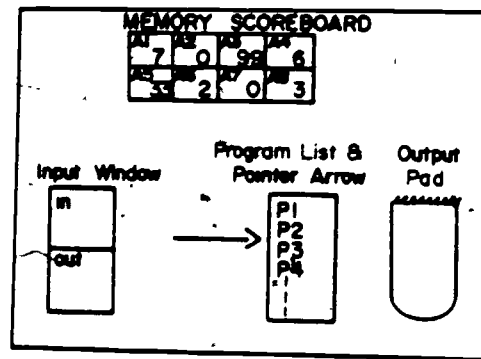 MEMORY SCOREBOARD
A1 7 A2 0 A3 99 A4 6
A5 33 A6 2 A7 0 A8 3
Input Window
in
out
Program List &
Pointer Arrow
P1
P2
P3
P4
Output
Pad